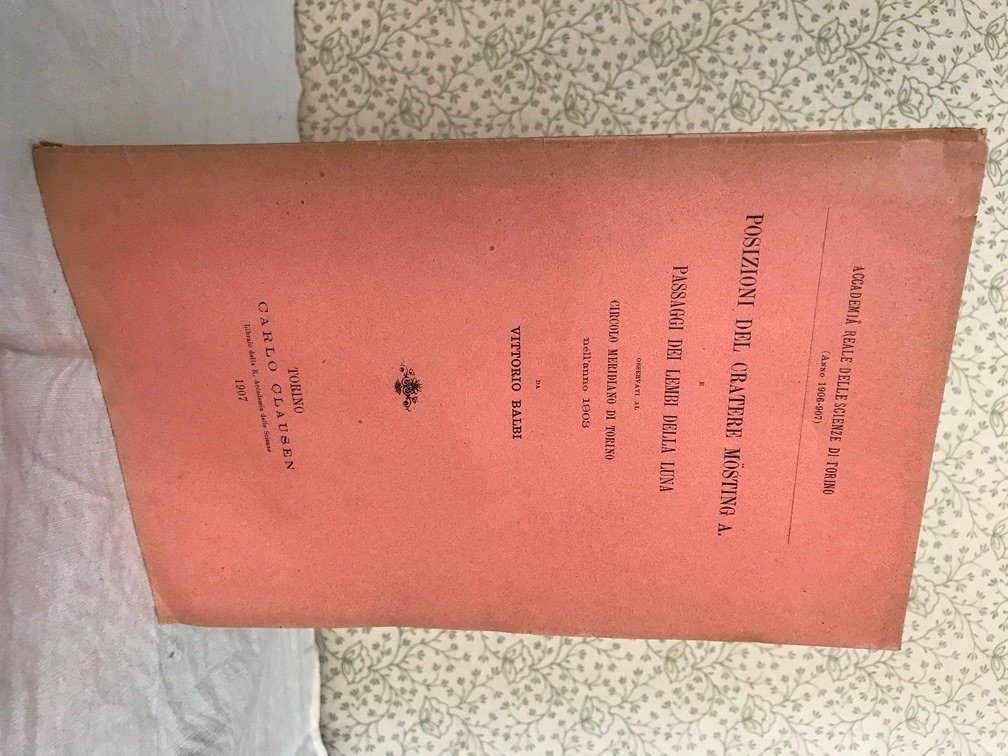 ACCADEMIA REALE DELLE SCIENZE DI TORINO
(ANNO 1906-907)
POSIZIONI DEL CRATERE MÖSTING A.
E
PASSAGGI DEI LEMBI DELLA LUNA
OSSERVATI AL
CIRCOLO MERIDIANO DI TORINO
nell'anno 1903
DA
VITTORIO BALBI
TORINO
CARLO CLAUSEN
Libraio della R. Accademia delle Scienze
1907